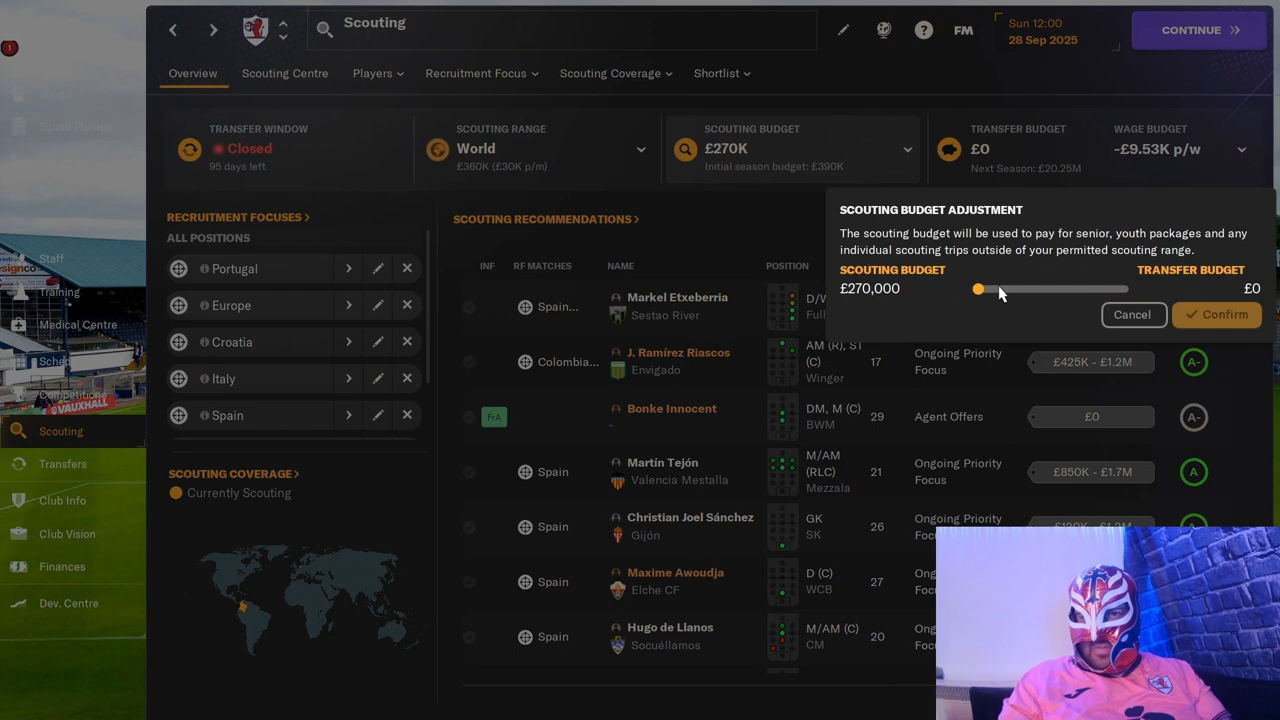 1
Scouting
FM
Sun 12:00
28 Sep 2025
CONTINUE
Overview
Scouting Centre
Players
Recruitment Focus
Scouting Coverage
Shortlist
TRANSFER WINDOW
Closed
95 days left
SCOUTING RANGE
World
£360K (£30K p/m)
SCOUTING BUDGET
£270K
Initial season budget: £390K
TRANSFER BUDGET
£0
Next Season: £20.25M
WAGE BUDGET
-£9.53K p/w
SCOUTING BUDGET ADJUSTMENT
The scouting budget will be used to pay for senior, youth packages and any
individual scouting trips outside of your permitted scouting range.
SCOUTING BUDGET
TRANSFER BUDGET
£270,000
£0
Cancel
Confirm
Staff
Training
Medical Centre
Sched
Competitions
VAUXHALL
Scouting
Transfers
Club Info
Club Vision
Finances
Dev. Centre
RECRUITMENT FOCUSES >
ALL POSITIONS
Portugal
Europe
Croatia
Italy
Spain
SCOUTING COVERAGE >
Currently Scouting
SCOUTING RECOMMENDATIONS >
INF
RF MATCHES
NAME
POSITION
Spain...
Markel Etxeberria
Sestao River
D/W
Full
Colombia...
J. Ramírez Riascos
Envigado
AM (R), ST
(C)
Winger
17
Ongoing Priority
Focus
£425K - £1.2M
A-
FrA
Bonke Innocent
-
DM, M (C)
BWM
29
Agent Offers
£0
A-
Spain
Martín Tejón
Valencia Mestalla
M/AM
(RLC)
Mezzala
21
Ongoing Priority
Focus
£850K - £1.7M
A
Spain
Christian Joel Sánchez
Gijón
GK
SK
26
Ongoing Priority
Focus
Spain
Maxime Awoudja
Elche CF
D (C)
WCB
27
Spain
Hugo de Llanos
Socuéllamos
M/AM (C)
CM
20